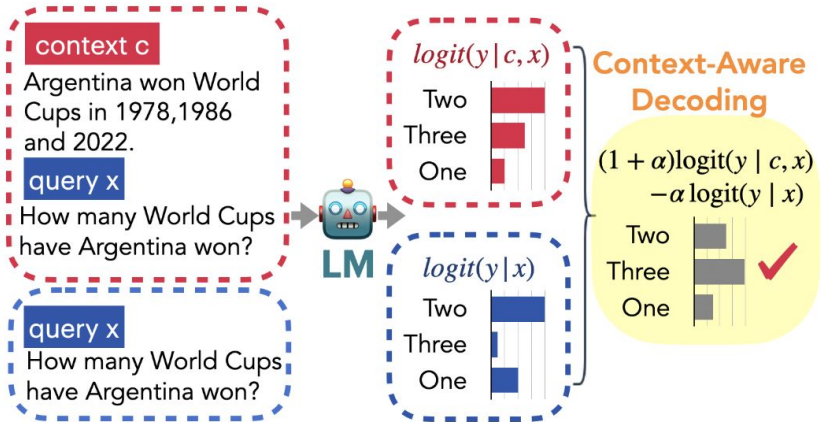 context c
Argentina won World
Cups in 1978,1986
and 2022.
query x
How many World Cups
have Argentina won?
query x
How many World Cups
have Argentina won?
LM
logit(y | c, x)
Two
Three
One
logit(y | x)
Two
Three
One
Context-Aware
Decoding
(1 + α)logit(y | c, x)
−α logit(y | x)
Two
Three
One